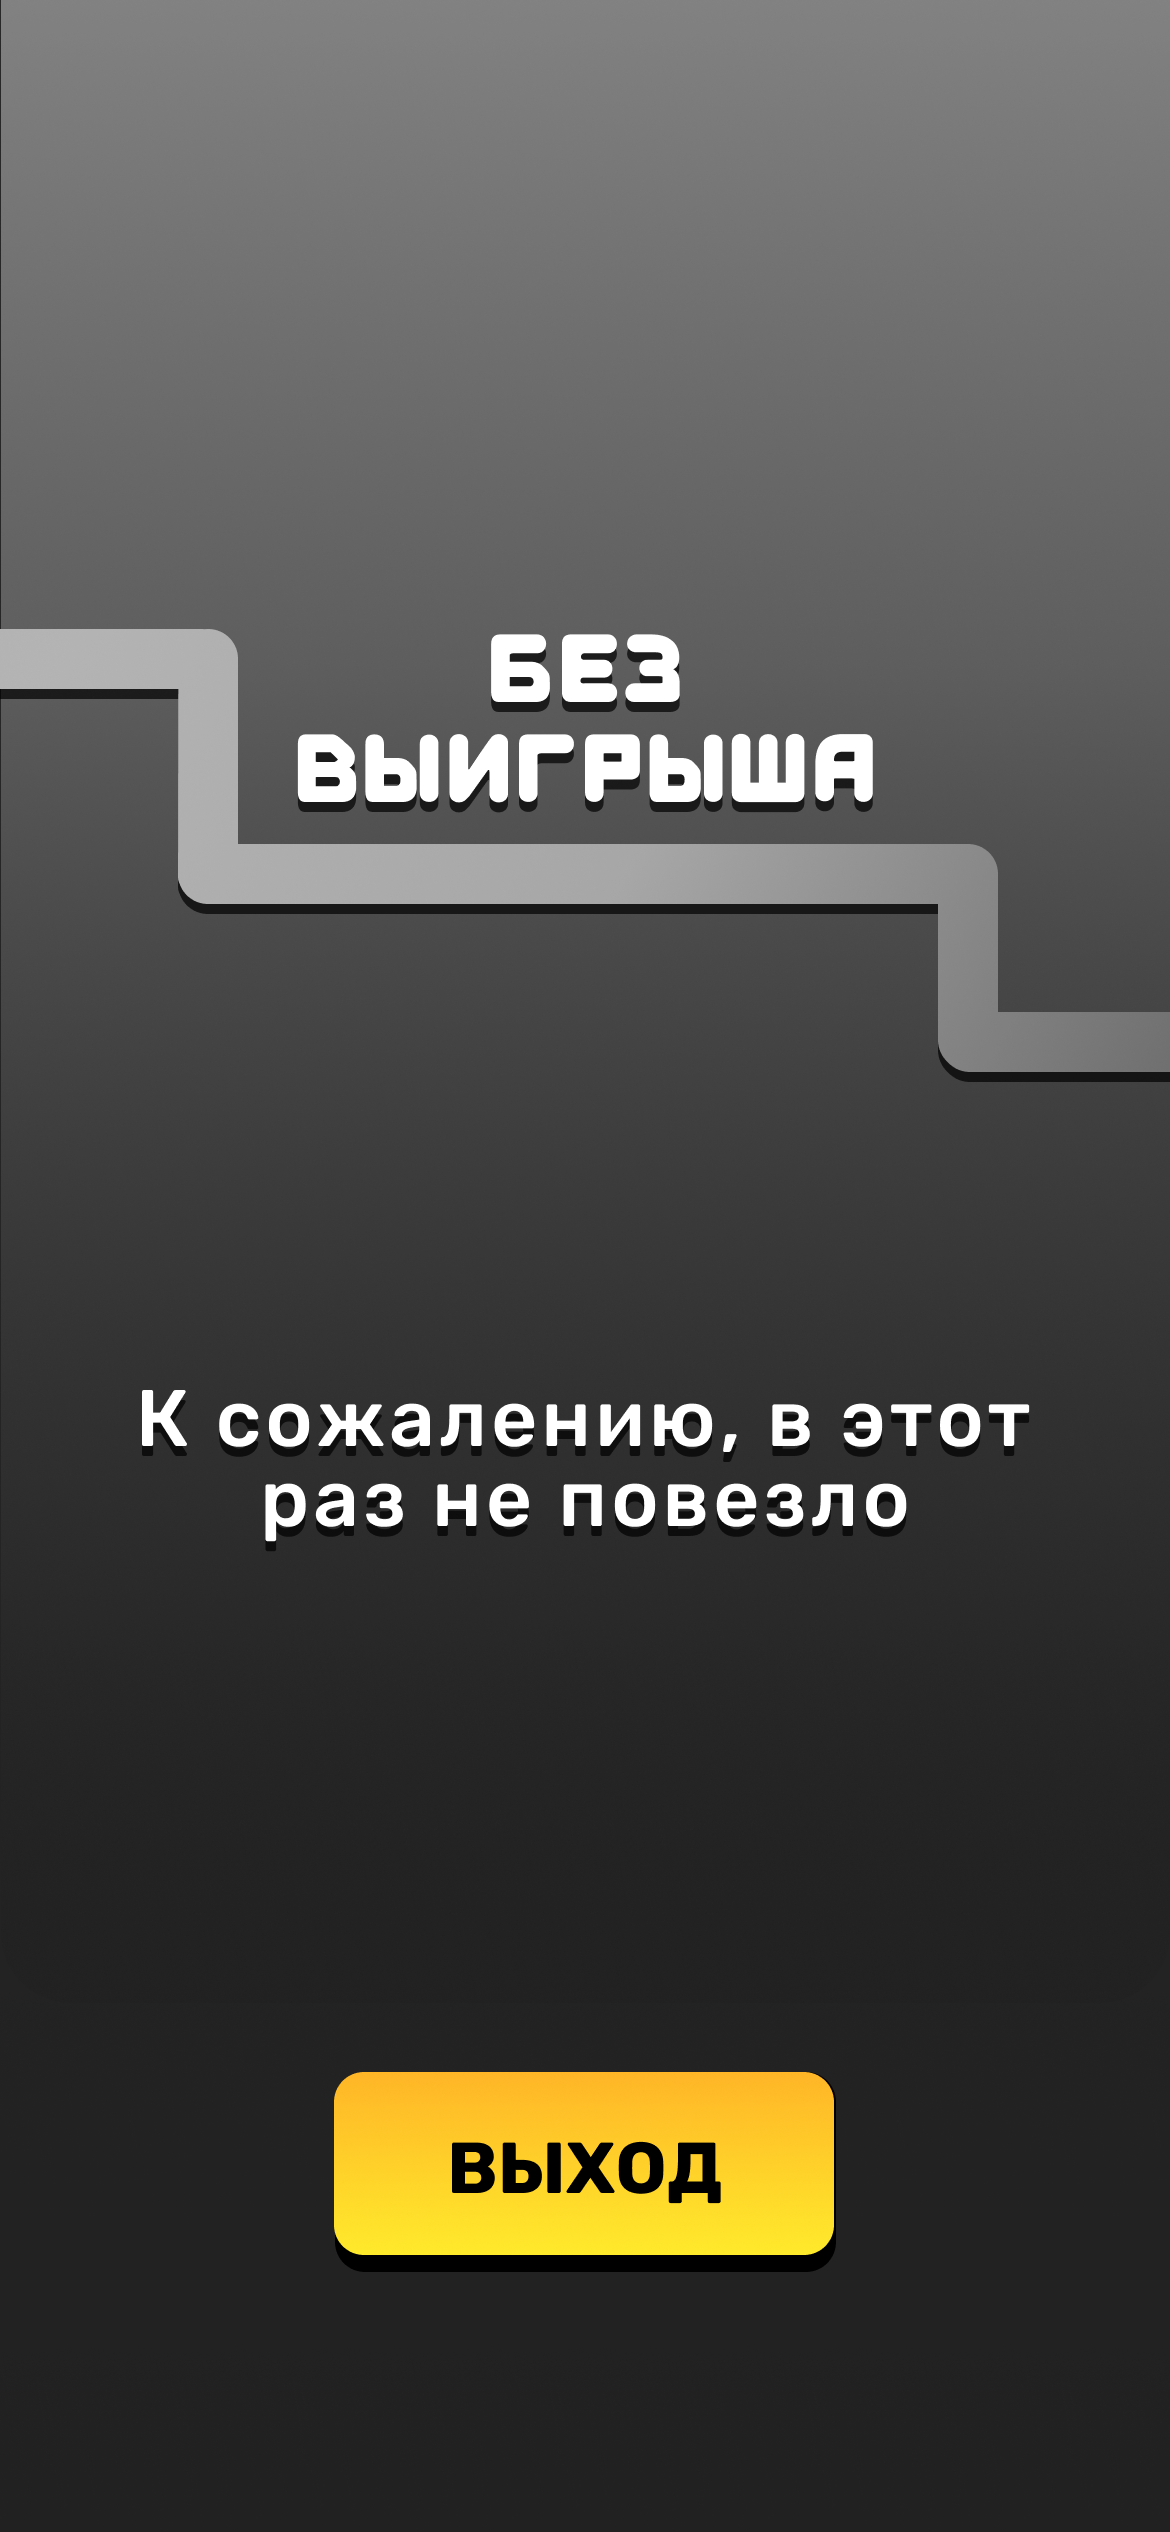 БЕЗ
ВЫИГРЫША
К сожалению, в этот
раз не повезло
ВЫХОД